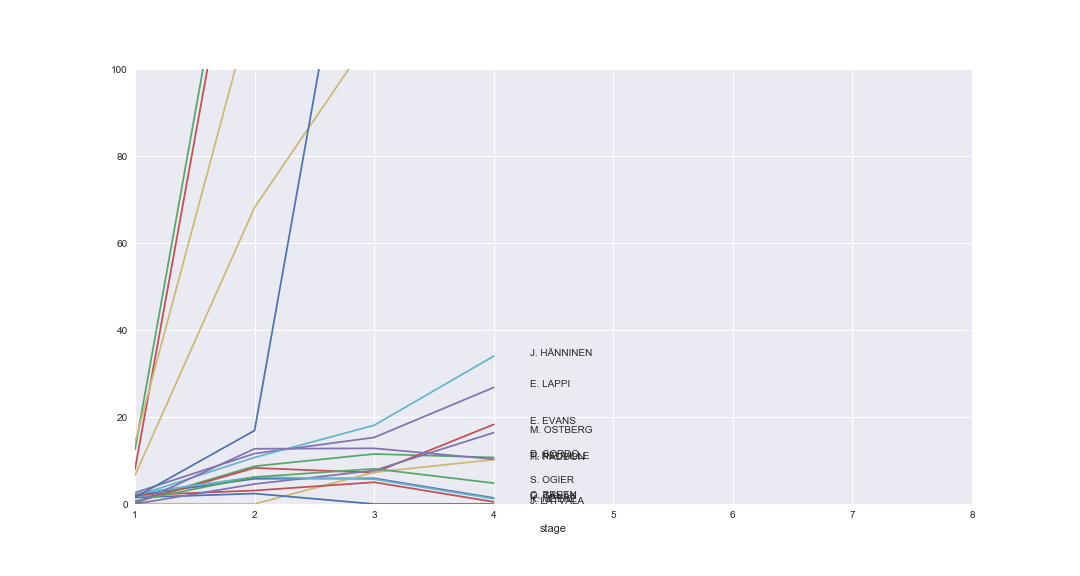 100
80
60
40
20
0
J. HÄNNINEN
E. LAPPI
E. EVANS
M. OSTBERG
S. OGIER
J. LATVALA
1 2 3 4 5 6 7 8
stage